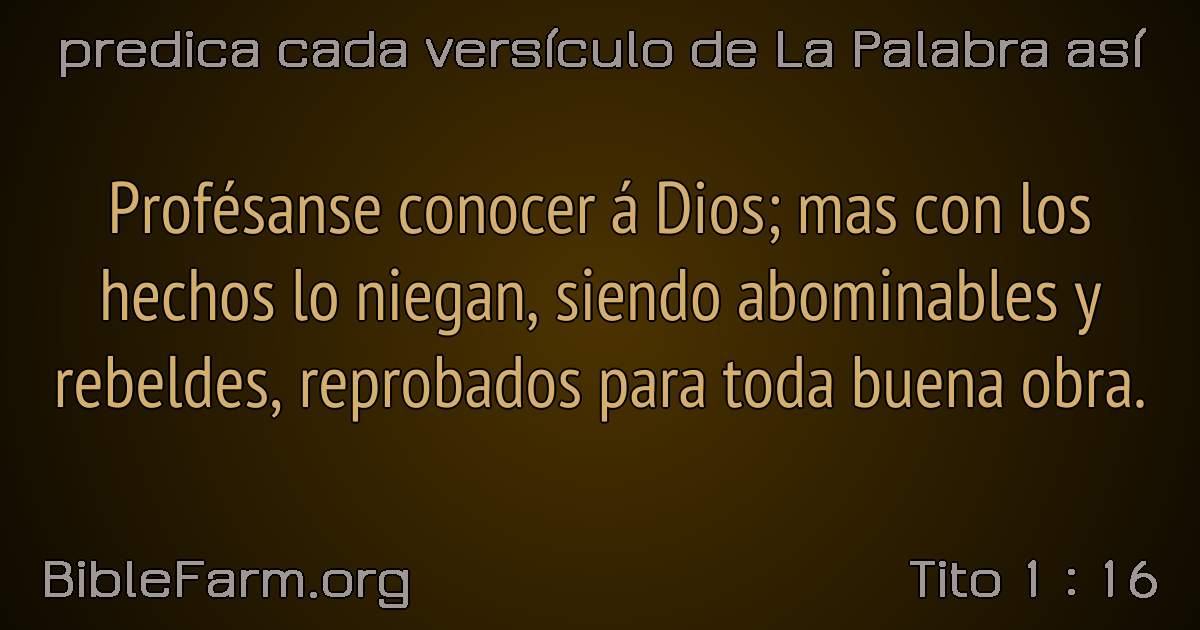 predica cada versículo de La Palabra así
Profésanse conocer á Dios; mas con los
hechos lo niegan, siendo abominables y
rebeldes, reprobados para toda buena obra.
BibleFarm.org
Tito 1 : 16